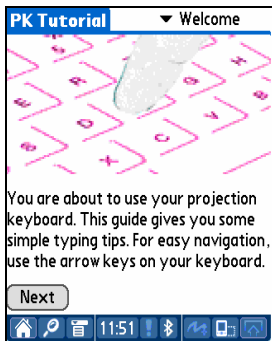 PK Tutorial
Welcome
R
S
D
X
C
Y
B
You are about to use your projection
keyboard. This guide gives you some
simple typing tips. For easy navigation,
use the arrow keys on your keyboard.
Next
11:51